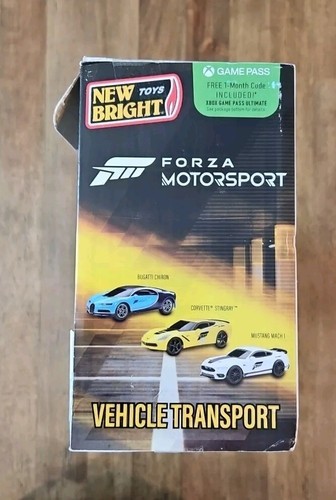 GAME PASS
FREE 1-Month Code
INCLUDED!*
XBOX GAME PASS ULTIMATE
NEW TOYS
BRIGHT
FORZA
MOTORSPORT
BUGATTI CHIRON
CORVETTE® STINGRAY™
MUSTANG MACH 1
VEHICLE TRANSPORT